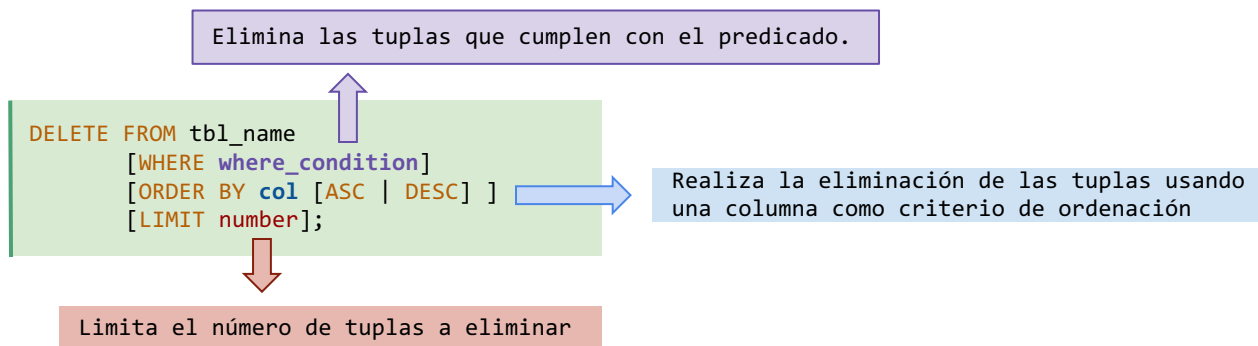 Elimina las tuplas que cumplen con el predicado.
DELETE FROM tbl_name
[WHERE where_condition]
[ORDER BY col [ASC | DESC] ]
[LIMIT number];
Realiza la eliminación de las tuplas usando
una columna como criterio de ordenación
Limita el número de tuplas a eliminar